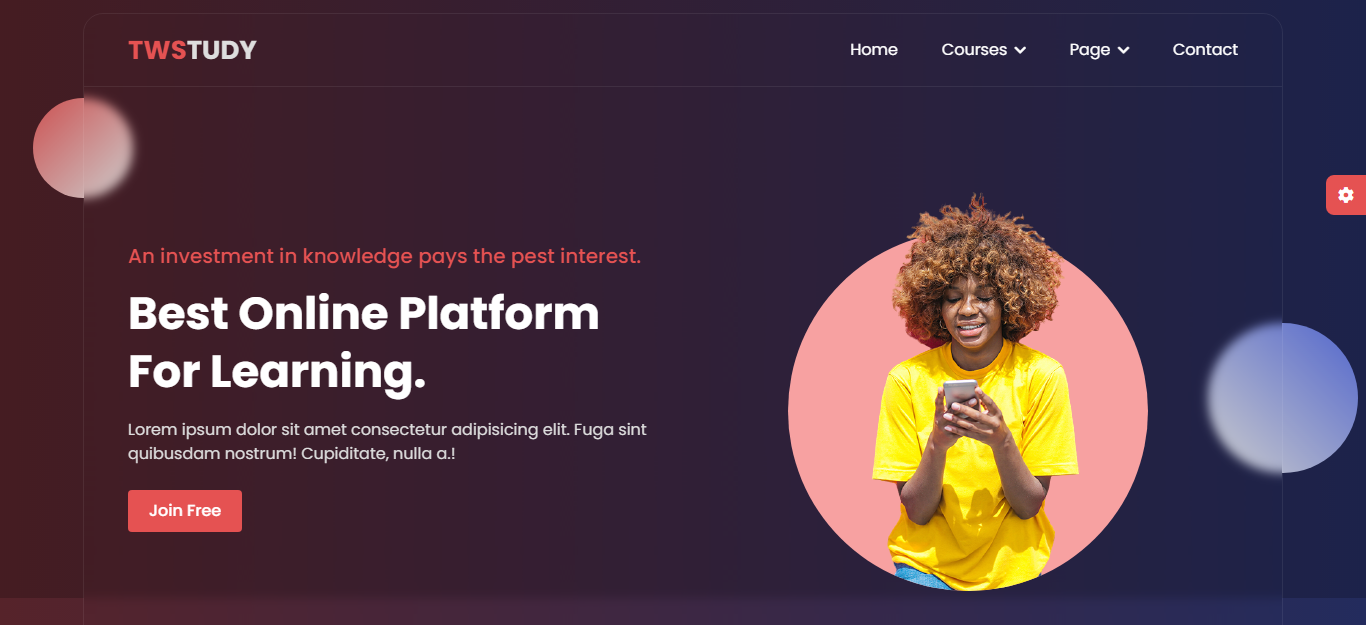 TWSTUDY
Home Courses Page Contact
An investment in knowledge pays the pest interest.
Best Online Platform
For Learning.
Lorem ipsum dolor sit amet consectetur adipisicing elit. Fuga sint
quibusdam nostrum! Cupiditate, nulla a.!
Join Free